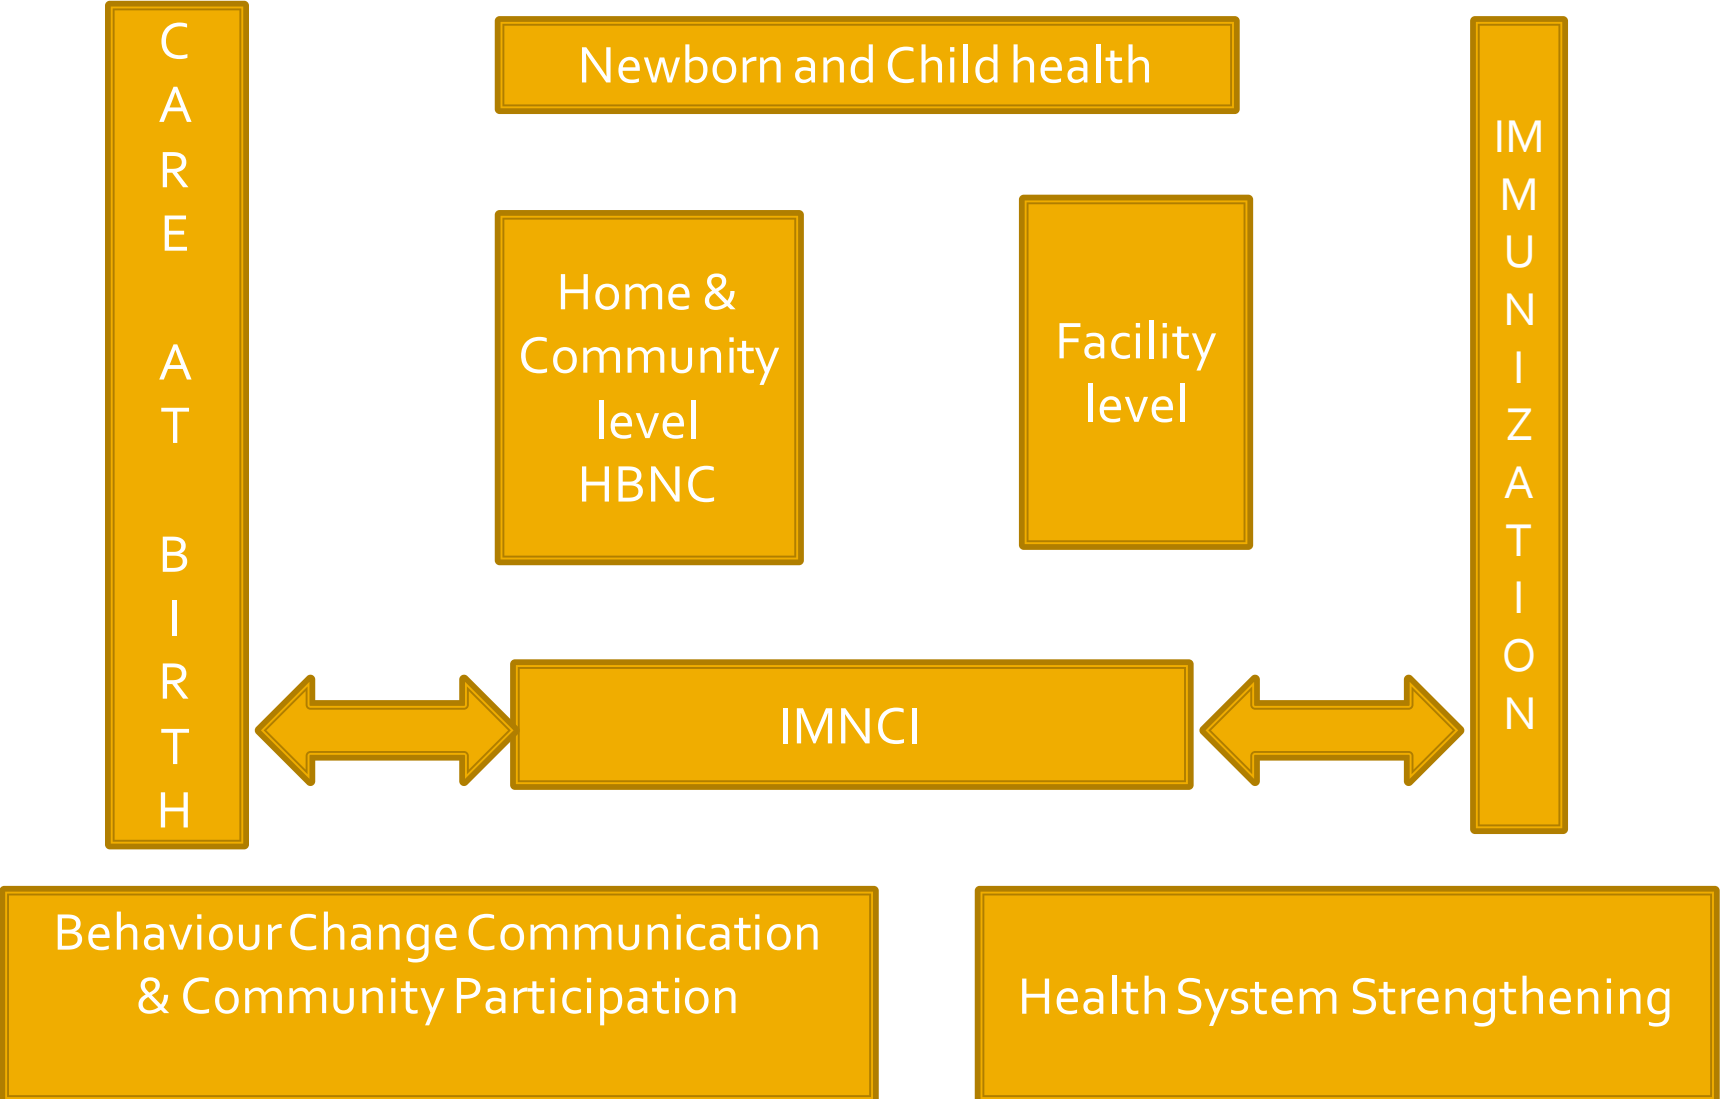 C
A
R
E
A
T
B
I
R
T
H
Newborn and Child health
Home &
Community
level
HBNC
Facility
level
IM
M
U
N
I
Z
A
T
I
O
N
IMNCI
Behaviour Change Communication
& Community Participation
Health System Strengthening